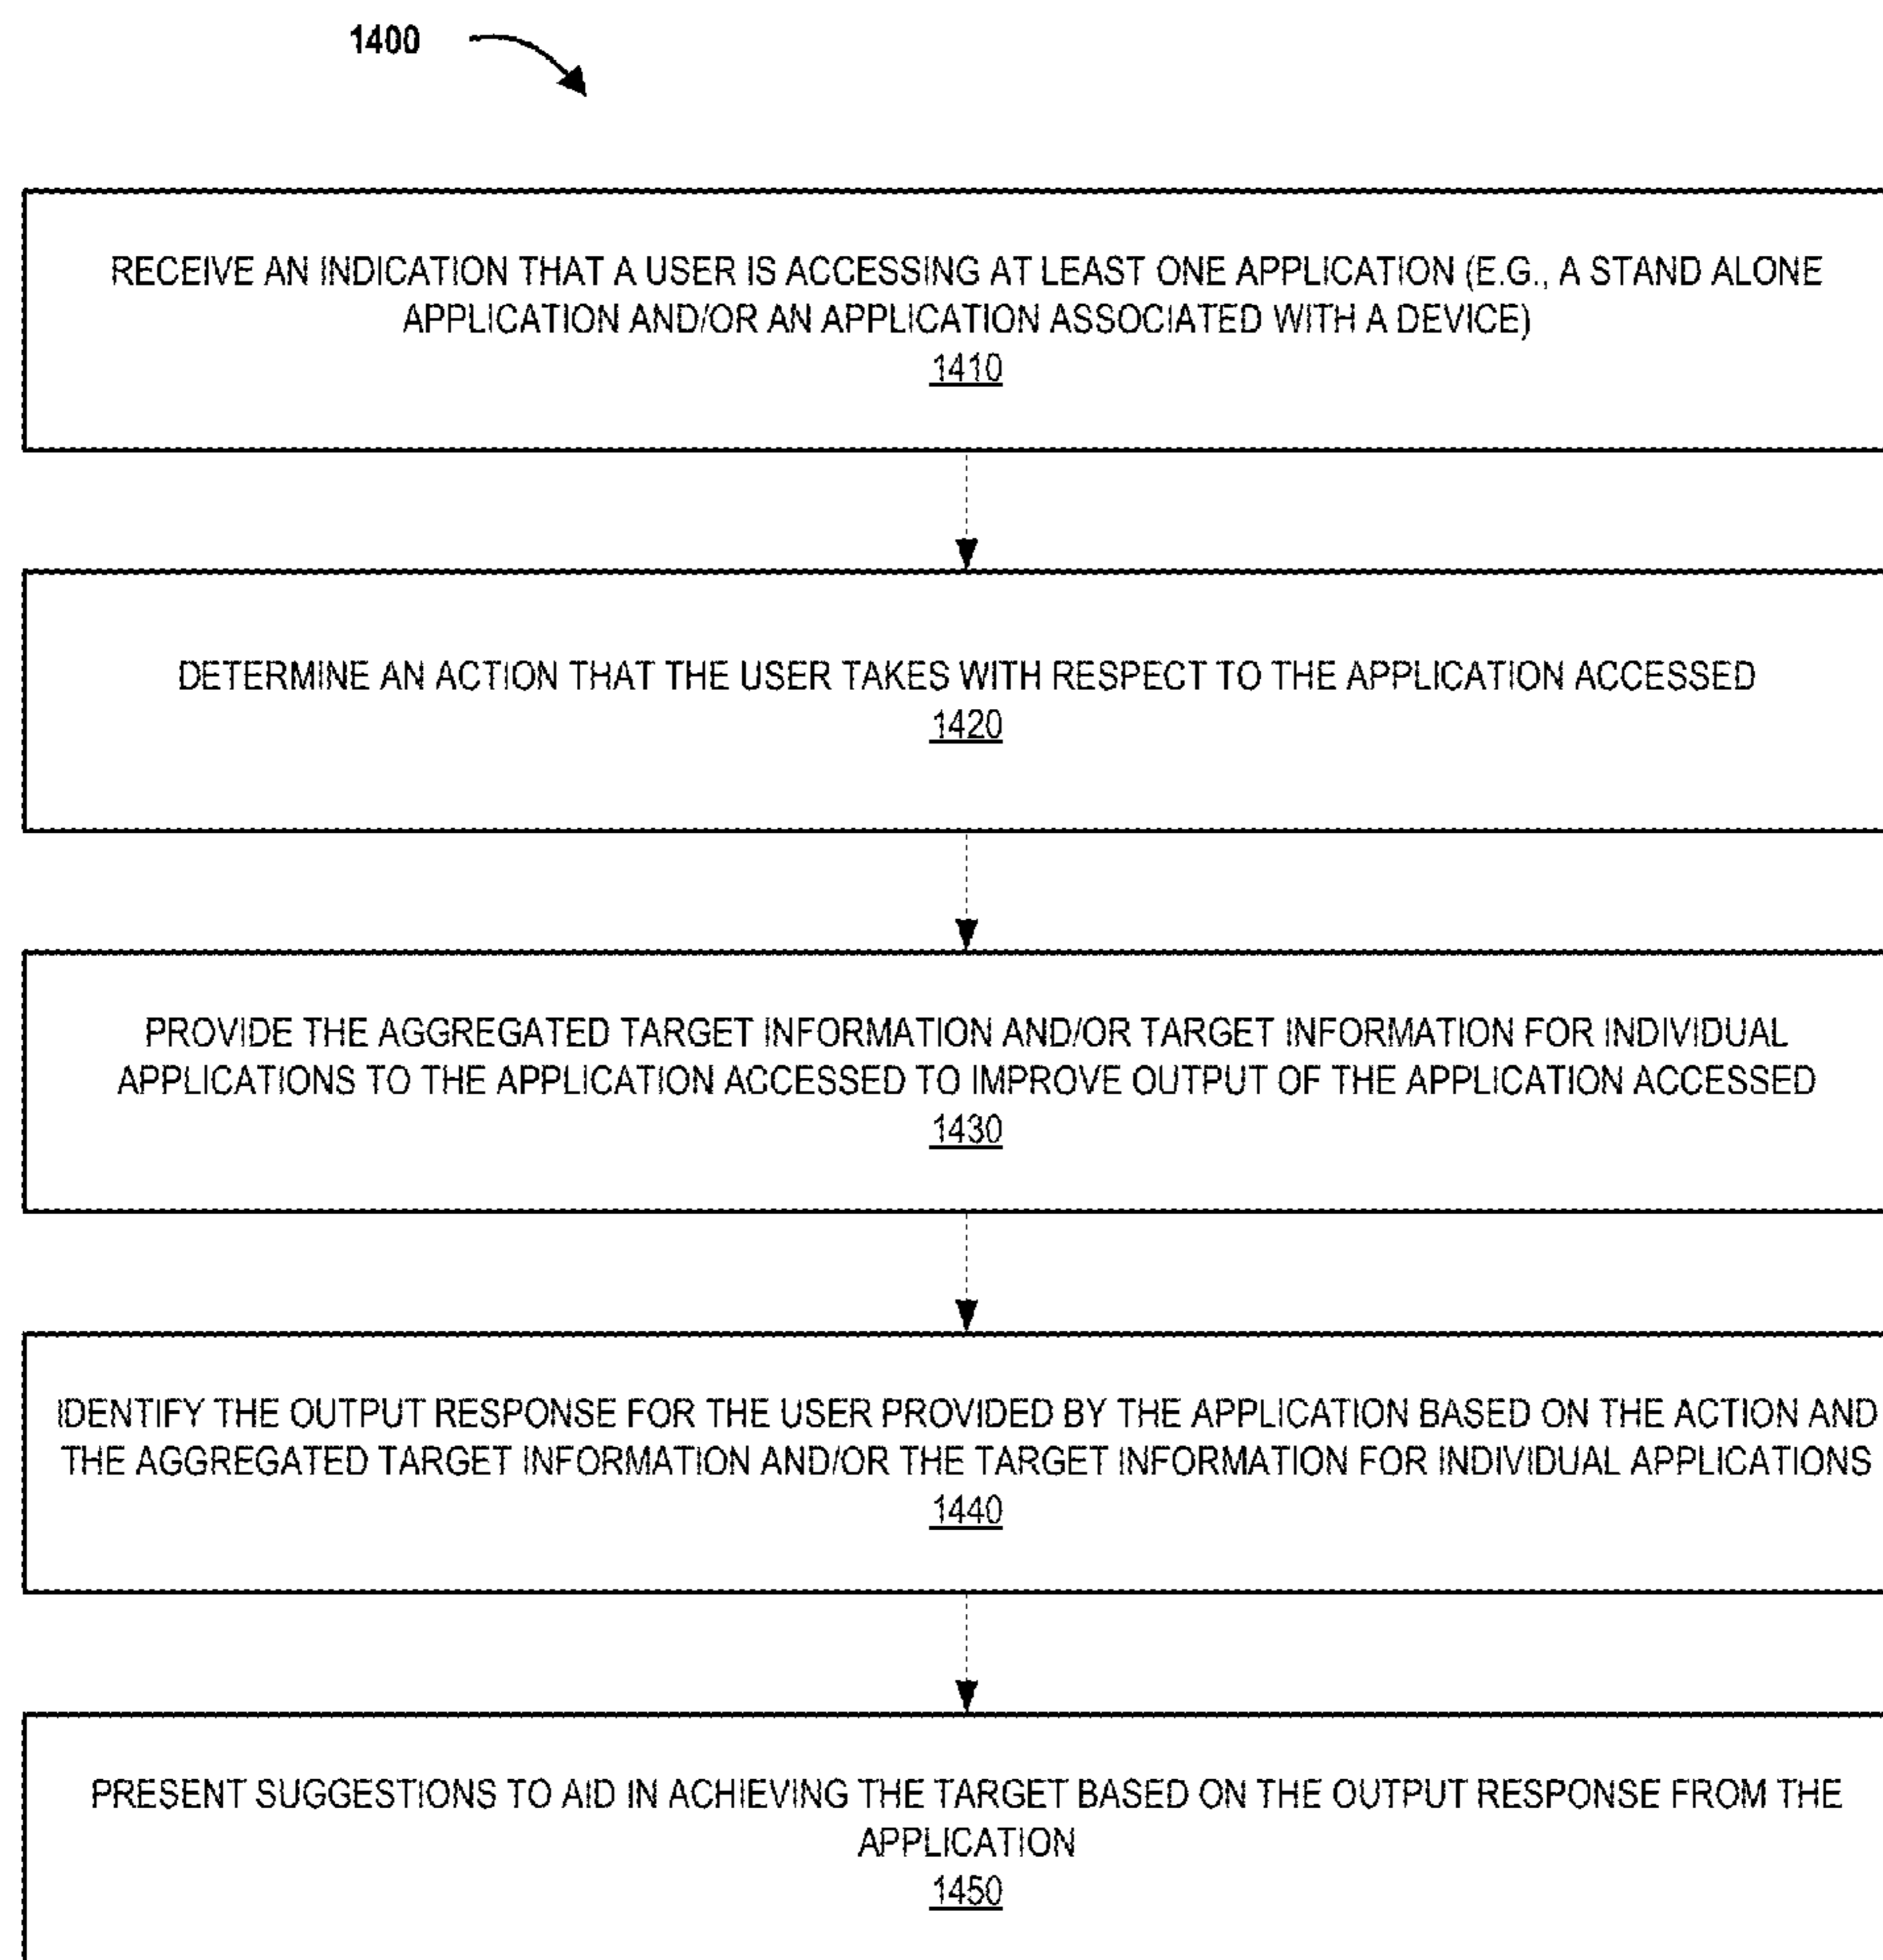 1400
RECEIVE AN INDICATION THAT A USER IS ACCESSING AT LEAST ONE APPLICATION (E.G., A STAND ALONE
APPLICATION AND/OR AN APPLICATION ASSOCIATED WITH A DEVICE)
1410
DETERMINE AN ACTION THAT THE USER TAKES WITH RESPECT TO THE APPLICATION ACCESSED
1420
PROVIDE THE AGGREGATED TARGET INFORMATION AND/OR TARGET INFORMATION FOR INDIVIDUAL
APPLICATIONS TO THE APPLICATION ACCESSED TO IMPROVE OUTPUT OF THE APPLICATION ACCESSED
1430
IDENTIFY THE OUTPUT RESPONSE FOR THE USER PROVIDED BY THE APPLICATION BASED ON THE ACTION AND
THE AGGREGATED TARGET INFORMATION AND/OR THE TARGET INFORMATION FOR INDIVIDUAL APPLICATIONS
1440
PRESENT SUGGESTIONS TO AID IN ACHIEVING THE TARGET BASED ON THE OUTPUT RESPONSE FROM THE
APPLICATION
1450